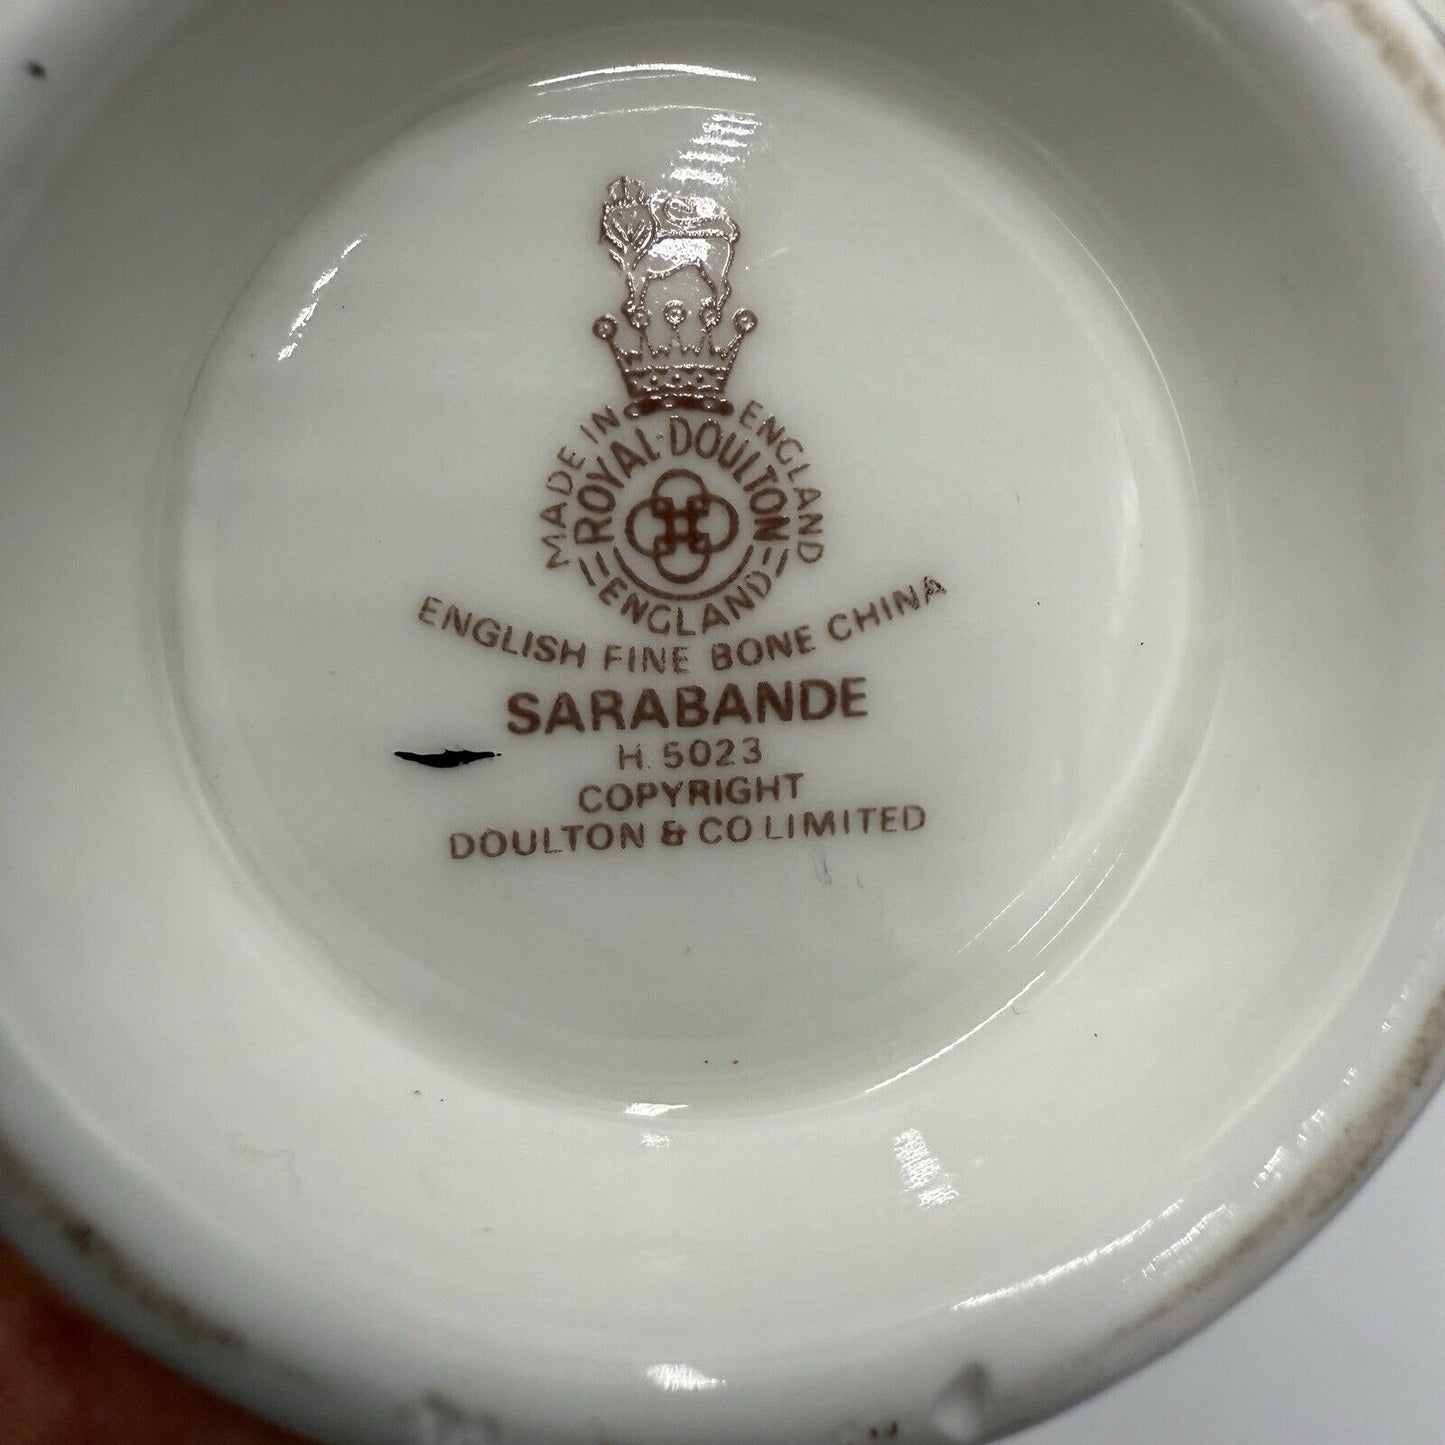 MADE IN ENGLAND
ROYAL·DOULTON
ENGLAND
ENGLISH FINE BONE CHINA
SARABANDE
H. 5023
COPYRIGHT
DOULTON & CO LIMITED